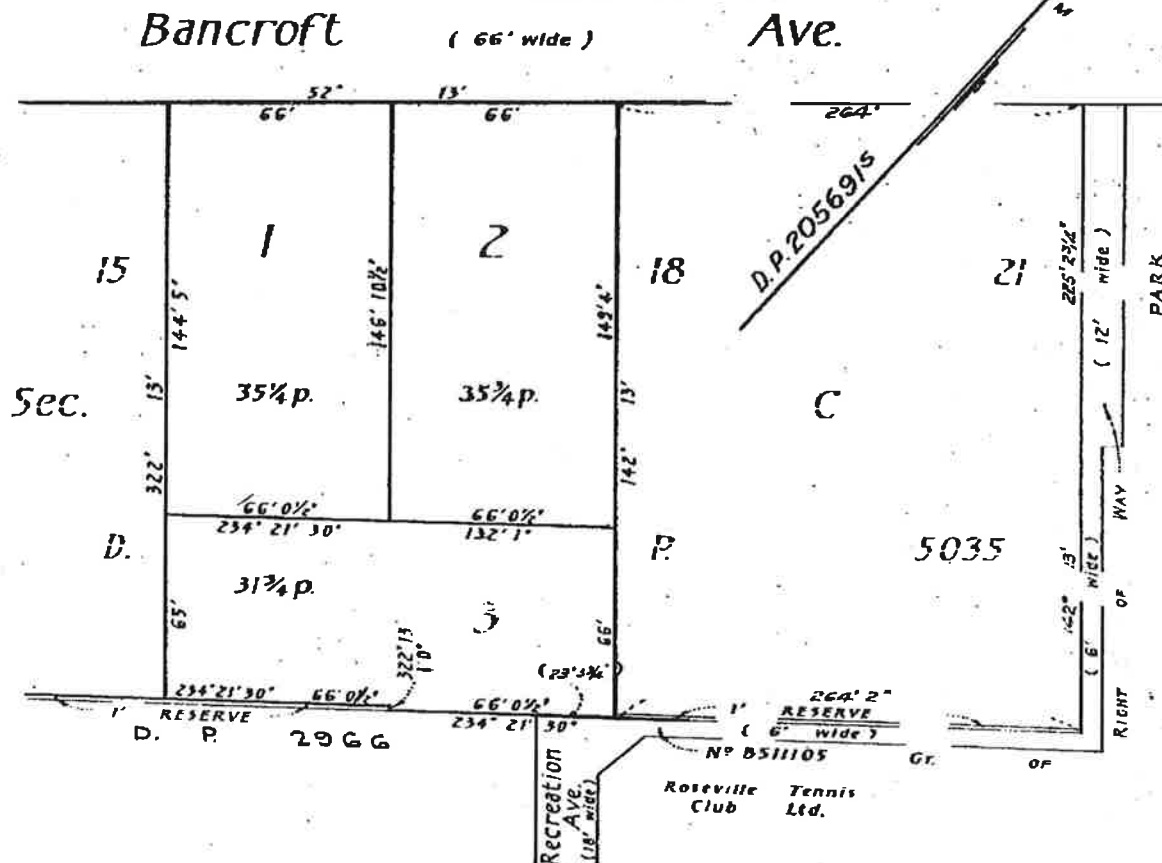 Bancroft ( 66' wide ) Ave.
M
52° 13'
66' 66' 264'
D.P. 205691S
1 2
15 18 21
144' 5" 146' 10½" 149' 4" 225' 2¾"
( 12' wide )
PARK
35¼ p. 35¾ p.
13' 13'
Sec. C
322° 142°
66' 0½" 66' 0½"
234° 21' 30" 132' 1"
D. P. 5035
31¾ p.
3
65' 66'
322° 13'
1' 0"
(23' 3¾")
142° 13'
( 6' wide )
RIGHT OF WAY
234° 21' 30" 66' 0½" 66' 0½" 264' 2"
1' RESERVE 234° 21' 30" 1' RESERVE
( 6' wide )
D. P. 2966
Nº B511105 Gr. OF
Recreation
Ave.
(18' wide)
Roseville Tennis
Club Ltd.